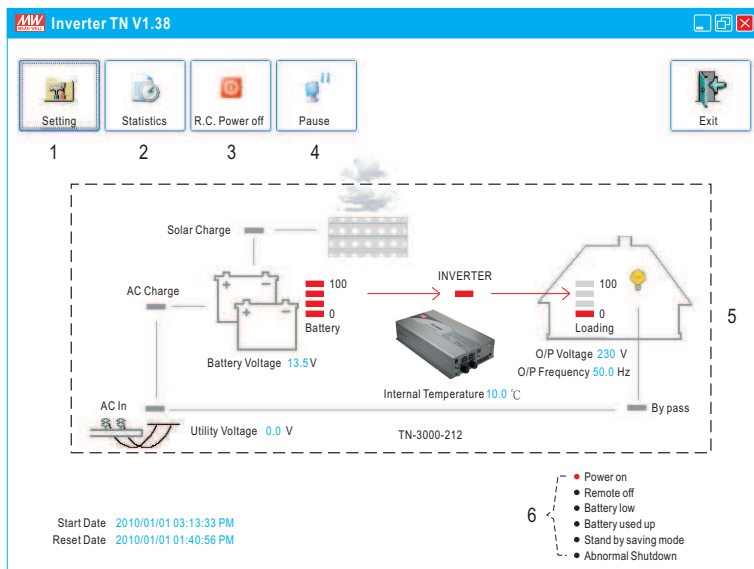 MW
MEAN WELL
Inverter TN V1.38
Setting
Statistics
R.C. Power off
Pause
Exit
1
2
3
4
Solar Charge
AC Charge
100
0
Battery
Battery Voltage 13.5 V
INVERTER
Internal Temperature 10.0 °C
100
0
Loading
O/P Voltage 230 V
O/P Frequency 50.0 Hz
5
AC In
Utility Voltage 0.0 V
TN-3000-212
By pass
6
Power on
Remote off
Battery low
Battery used up
Stand by saving mode
Abnormal Shutdown
Start Date 2010/01/01 03:13:33 PM
Reset Date 2010/01/01 01:40:56 PM